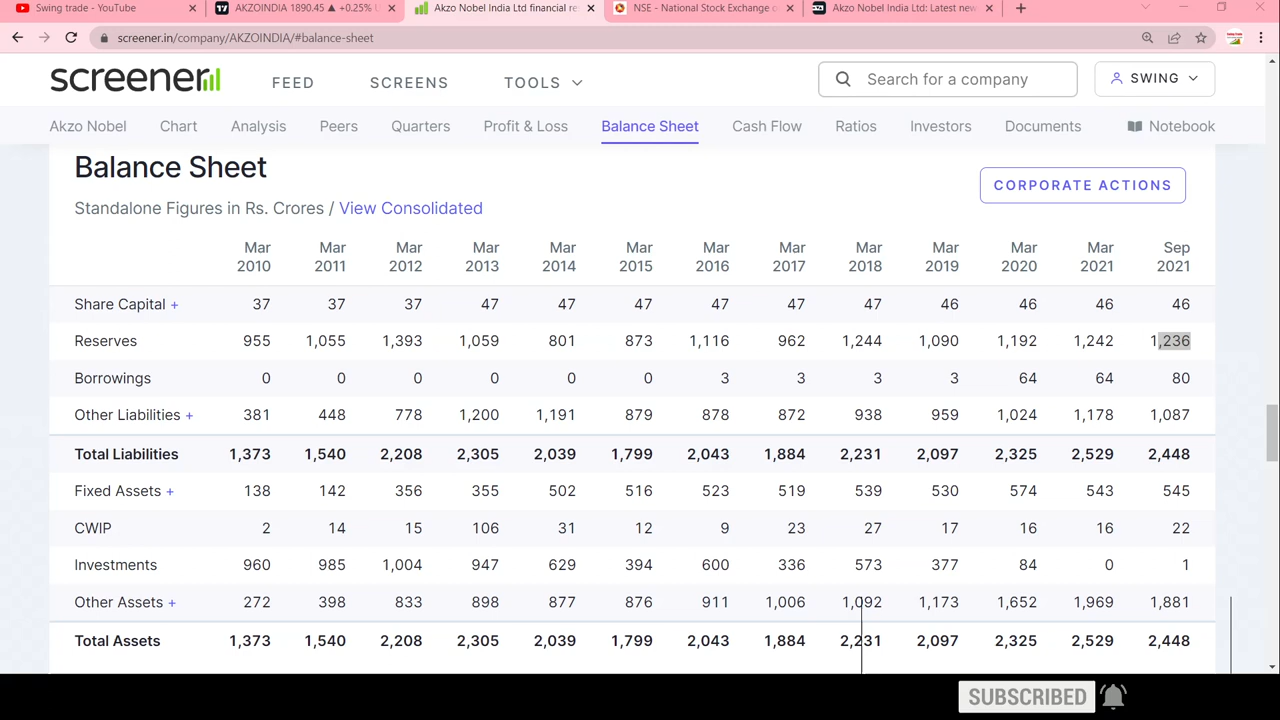 Swing trade - YouTube
AKZOINDIA 1890.45 ▲ +0.25% U
Akzo Nobel India Ltd financial re
NSE - National Stock Exchange o
Akzo Nobel India Ltd: Latest new
screener.in/company/AKZOINDIA/#balance-sheet
screener
FEED SCREENS TOOLS
Search for a company
SWING
Akzo Nobel Chart Analysis Peers Quarters Profit & Loss Balance Sheet Cash Flow Ratios Investors Documents Notebook
Balance Sheet
CORPORATE ACTIONS
Standalone Figures in Rs. Crores / View Consolidated
Mar 2010 Mar 2011 Mar 2012 Mar 2013 Mar 2014 Mar 2015 Mar 2016 Mar 2017 Mar 2018 Mar 2019 Mar 2020 Mar 2021 Sep 2021
Share Capital + 37 37 37 47 47 47 47 47 47 46 46 46 46
Reserves 955 1,055 1,393 1,059 801 873 1,116 962 1,244 1,090 1,192 1,242 1,236
Borrowings 0 0 0 0 0 0 3 3 3 3 64 64 80
Other Liabilities + 381 448 778 1,200 1,191 879 878 872 938 959 1,024 1,178 1,087
Total Liabilities 1,373 1,540 2,208 2,305 2,039 1,799 2,043 1,884 2,231 2,097 2,325 2,529 2,448
Fixed Assets + 138 142 356 355 502 516 523 519 539 530 574 543 545
CWIP 2 14 15 106 31 12 9 23 27 17 16 16 22
Investments 960 985 1,004 947 629 394 600 336 573 377 84 0 1
Other Assets + 272 398 833 898 877 876 911 1,006 1,092 1,173 1,652 1,969 1,881
Total Assets 1,373 1,540 2,208 2,305 2,039 1,799 2,043 1,884 2,231 2,097 2,325 2,529 2,448
SUBSCRIBED